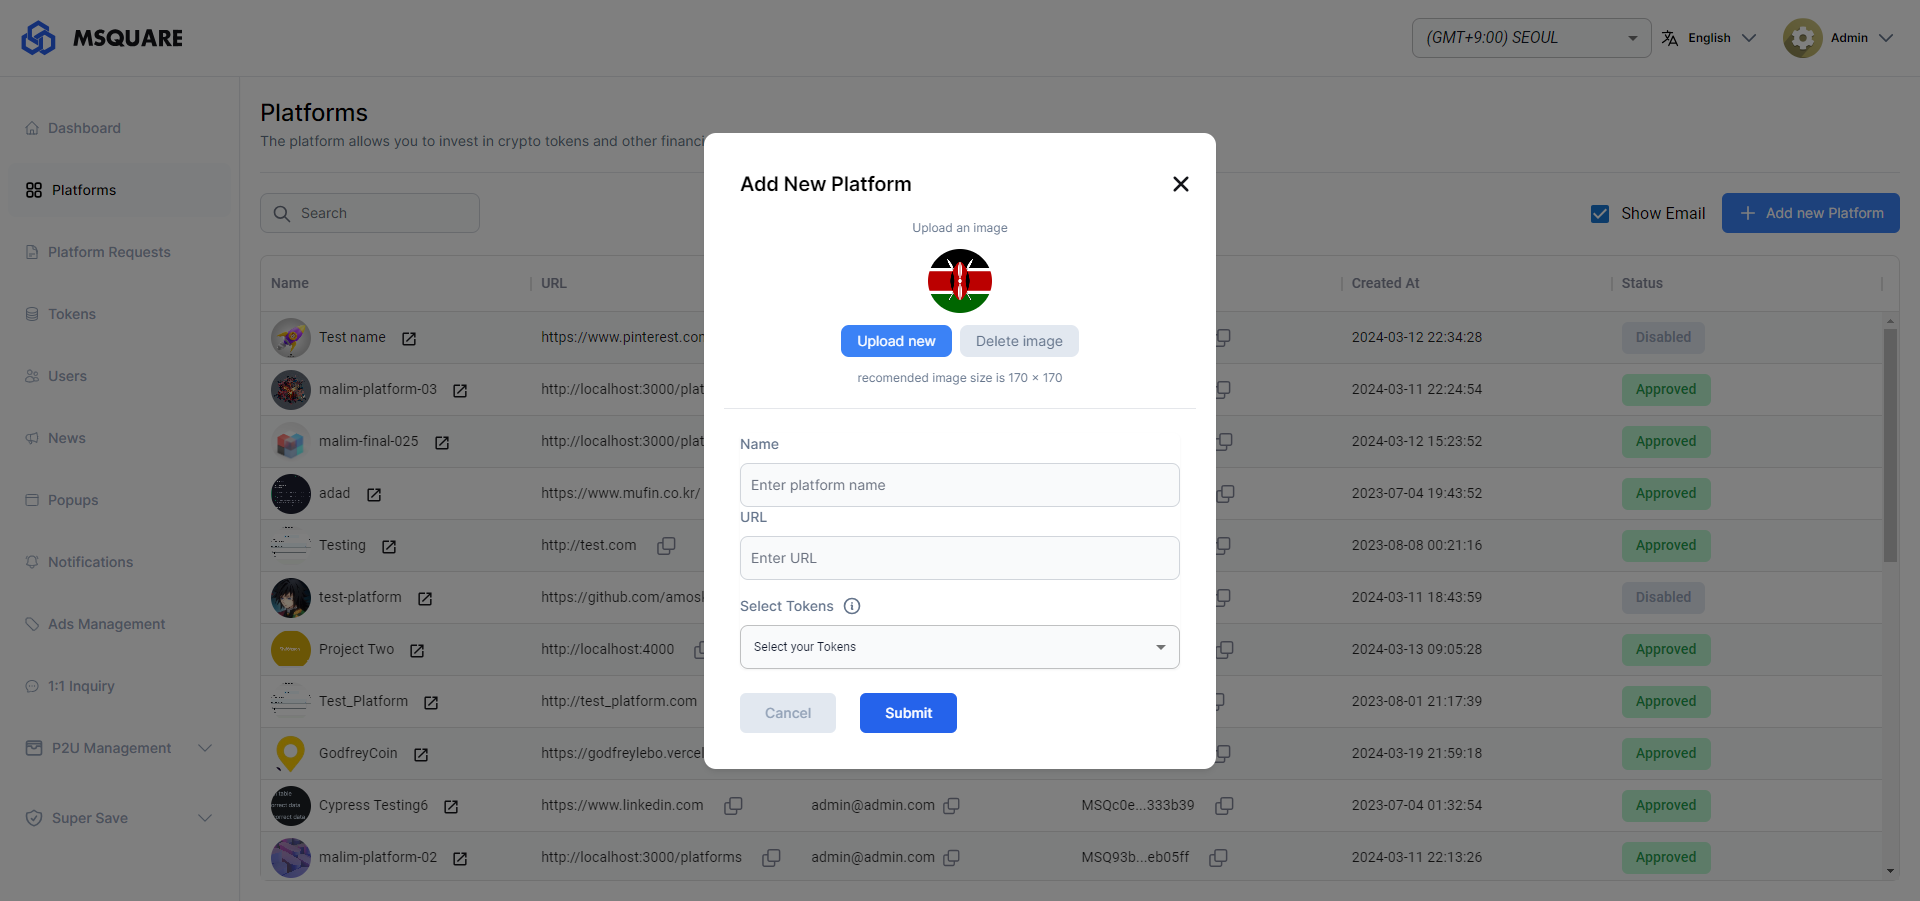 MSQUARE
(GMT+9:00) SEOUL
English
Admin
Dashboard
Platforms
Platform Requests
Tokens
Users
News
Popups
Notifications
Ads Management
1:1 Inquiry
P2U Management
Super Save
Platforms
The platform allows you to invest in crypto tokens and other financi
Search
Show Email
Add new Platform
Name URL Created At Status
Test name https://www.pinterest.com 2024-03-12 22:34:28 Disabled
malim-platform-03 http://localhost:3000/plat 2024-03-11 22:24:54 Approved
malim-final-025 http://localhost:3000/plat 2024-03-12 15:23:52 Approved
adad https://www.mufin.co.kr/ 2023-07-04 19:43:52 Approved
Testing http://test.com 2023-08-08 00:21:16 Approved
test-platform https://github.com/amosk 2024-03-11 18:43:59 Disabled
Project Two http://localhost:4000 2024-03-13 09:05:28 Approved
Test_Platform http://test_platform.com 2023-08-01 21:17:39 Approved
GodfreyCoin https://godfreylebo.vercel 2024-03-19 21:59:18 Approved
Cypress Testing6 https://www.linkedin.com admin@admin.com MSQc0e...333b39 2023-07-04 01:32:54 Approved
malim-platform-02 http://localhost:3000/platforms admin@admin.com MSQ93b...eb05ff 2024-03-11 22:13:26 Approved
Add New Platform
Upload an image
Upload new
Delete image
recomended image size is 170 × 170
Name
Enter platform name
URL
Enter URL
Select Tokens
Select your Tokens
Cancel
Submit